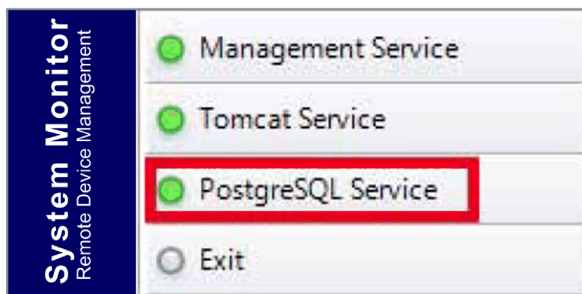 System Monitor
Remote Device Management
Management Service
Tomcat Service
PostgreSQL Service
Exit